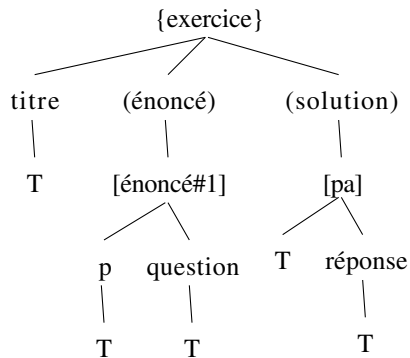 {exercice}
titre (énoncé) (solution)
T [énoncé#1] [pa]
p question T réponse
T T T